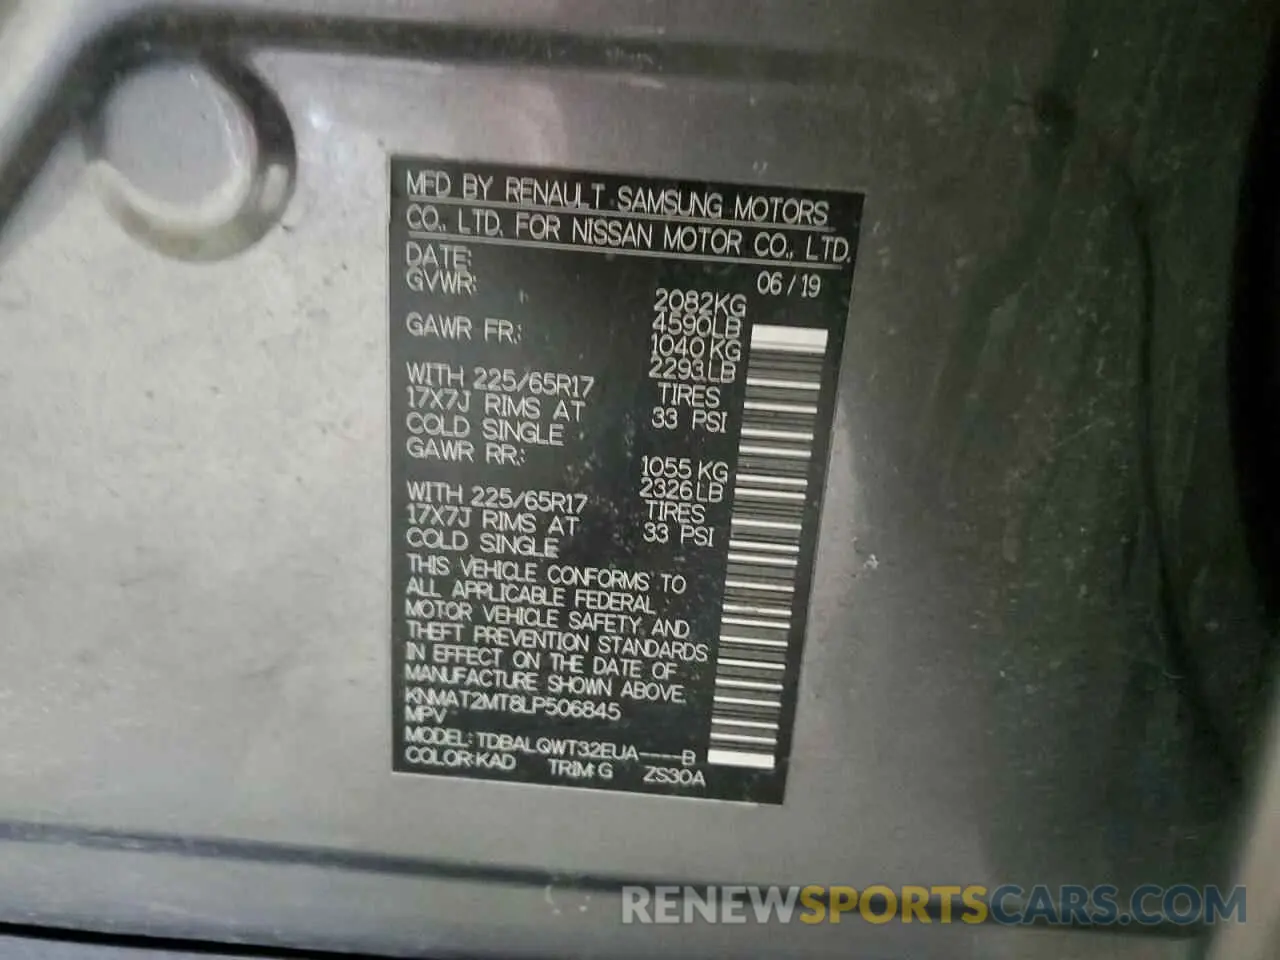 MFD BY RENAULT SAMSUNG MOTORS
CO., LTD. FOR NISSAN MOTOR CO., LTD.
DATE: 06/19
GVWR: 2082KG
4590LB
GAWR FR: 1040KG
2293LB
WITH 225/65R17 TIRES
17X7J RIMS AT 33 PSI
COLD SINGLE
GAWR RR: 1055KG
2326LB
WITH 225/65R17 TIRES
17X7J RIMS AT 33 PSI
COLD SINGLE
THIS VEHICLE CONFORMS TO
ALL APPLICABLE FEDERAL
MOTOR VEHICLE SAFETY AND
THEFT PREVENTION STANDARDS
IN EFFECT ON THE DATE OF
MANUFACTURE SHOWN ABOVE.
KNMAT2MT8LP506845
MPV
MODEL: TDBALQWT32EUA----B
COLOR:KAD TRIM:G ZS30A
RENEWSPORTSCARS.COM